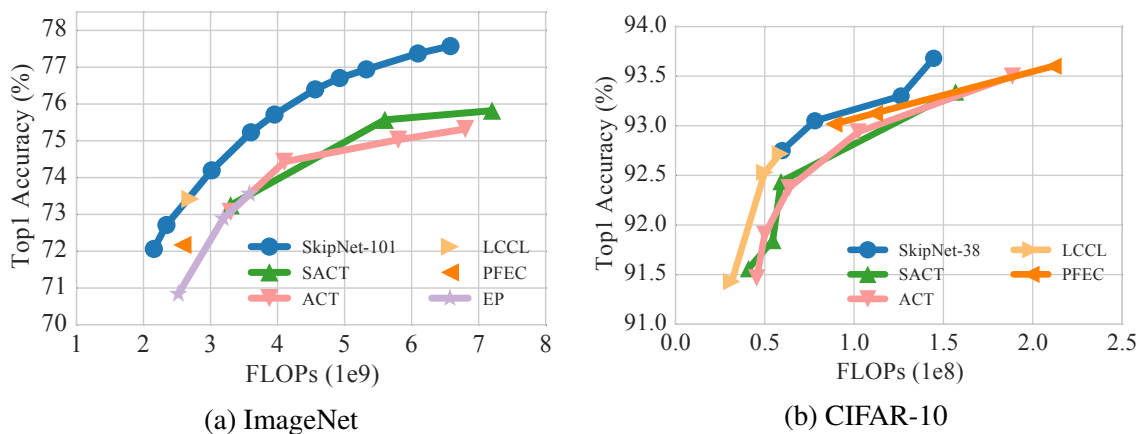 78
77
76
75
74
73
72
71
70
Top1 Accuracy (%)
SkipNet-101
SACT
ACT
LCCL
PFEC
EP
1 2 3 4 5 6 7 8
FLOPs (1e9)
(a) ImageNet
94.0
93.5
93.0
92.5
92.0
91.5
91.0
Top1 Accuracy (%)
SkipNet-38
SACT
ACT
LCCL
PFEC
0.0 0.5 1.0 1.5 2.0 2.5
FLOPs (1e8)
(b) CIFAR-10